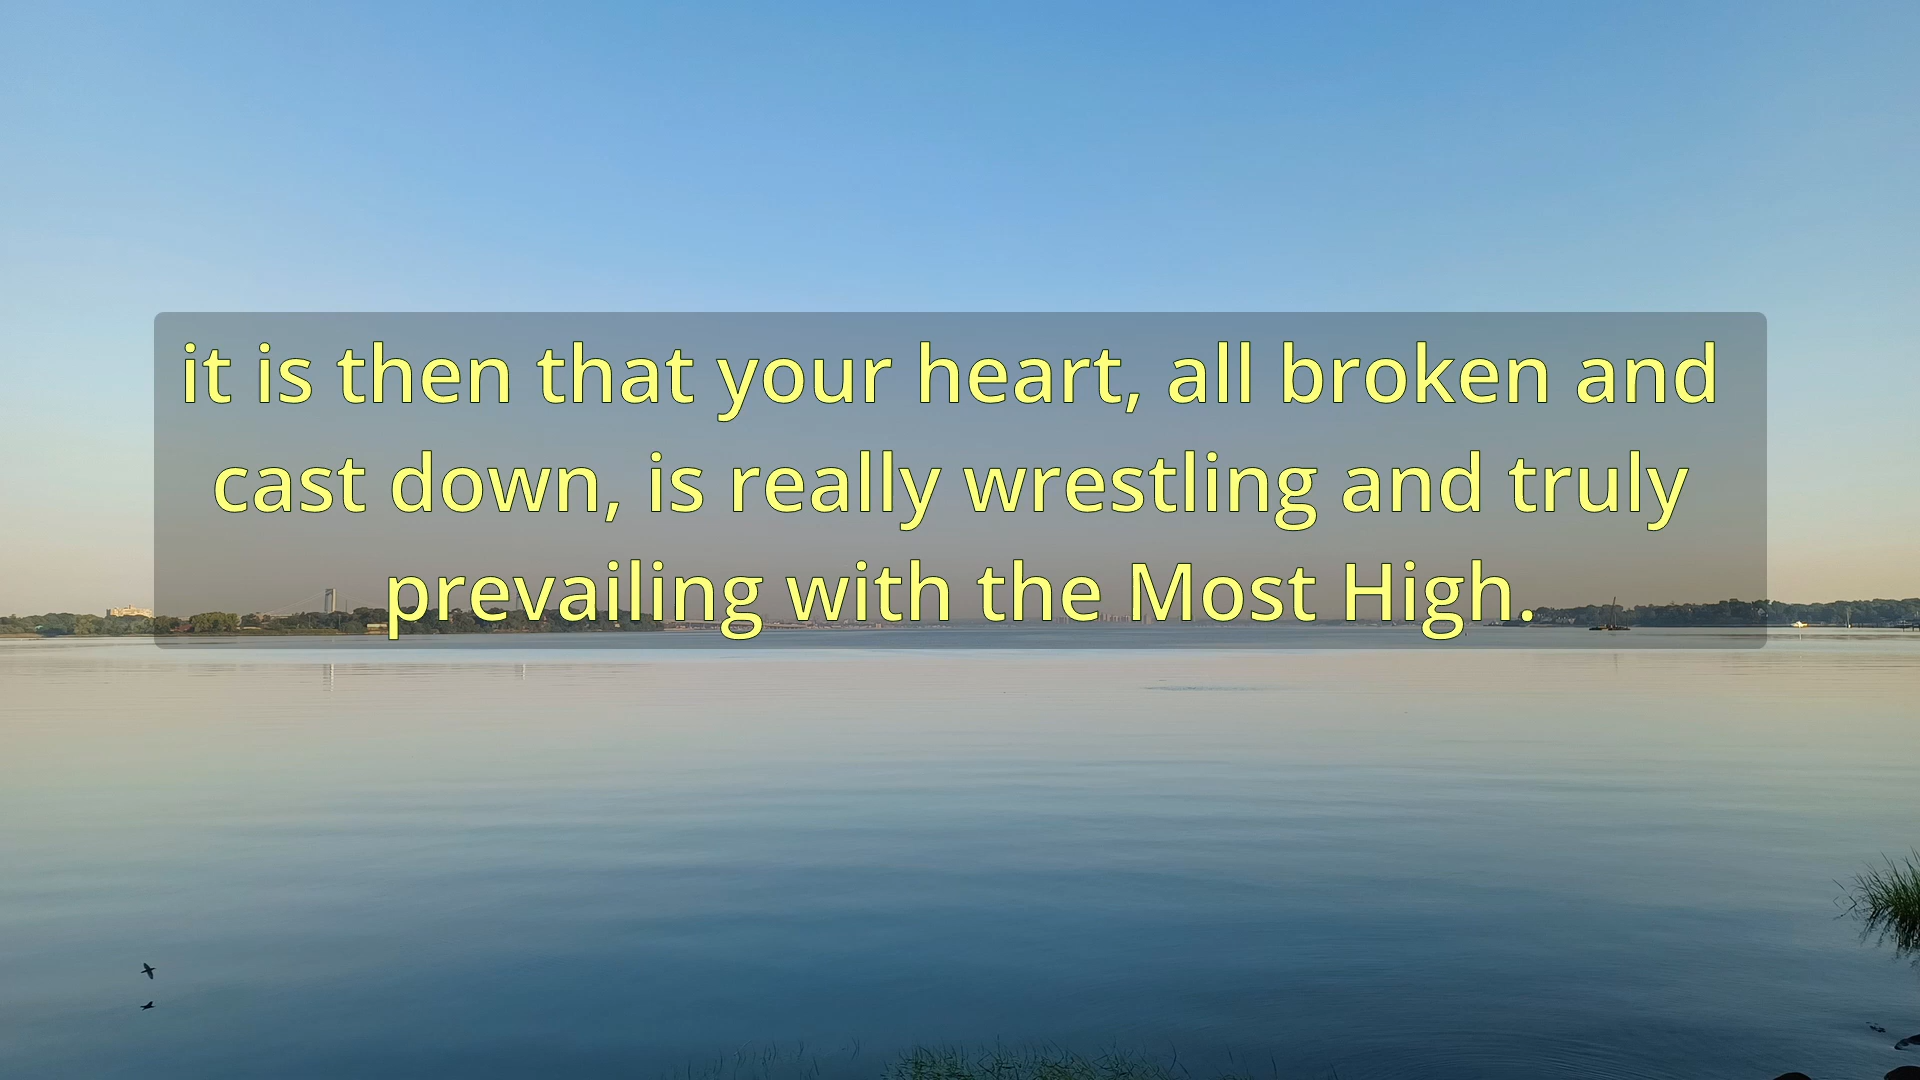 it is then that your heart, all broken and
cast down, is really wrestling and truly
prevailing with the Most High.